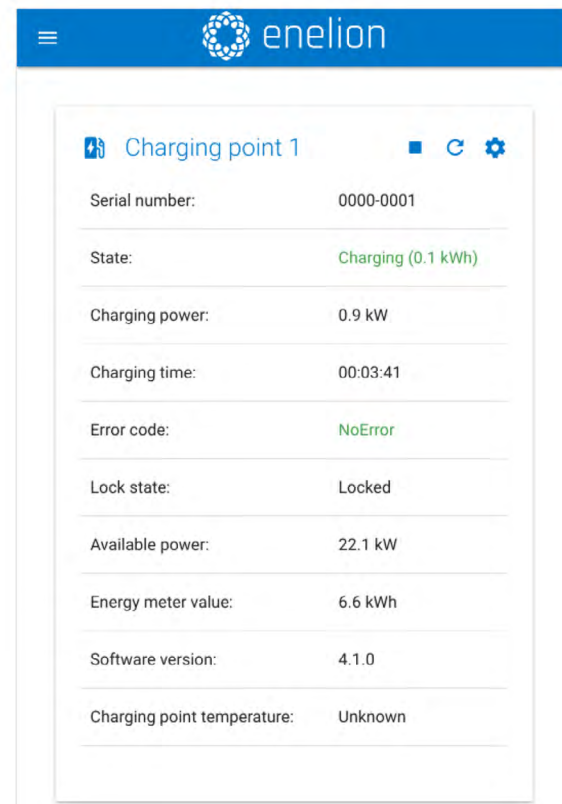 enelion
Charging point 1
Serial number: 0000-0001
State: Charging (0.1 kWh)
Charging power: 0.9 kW
Charging time: 00:03:41
Error code: NoError
Lock state: Locked
Available power: 22.1 kW
Energy meter value: 6.6 kWh
Software version: 4.1.0
Charging point temperature: Unknown